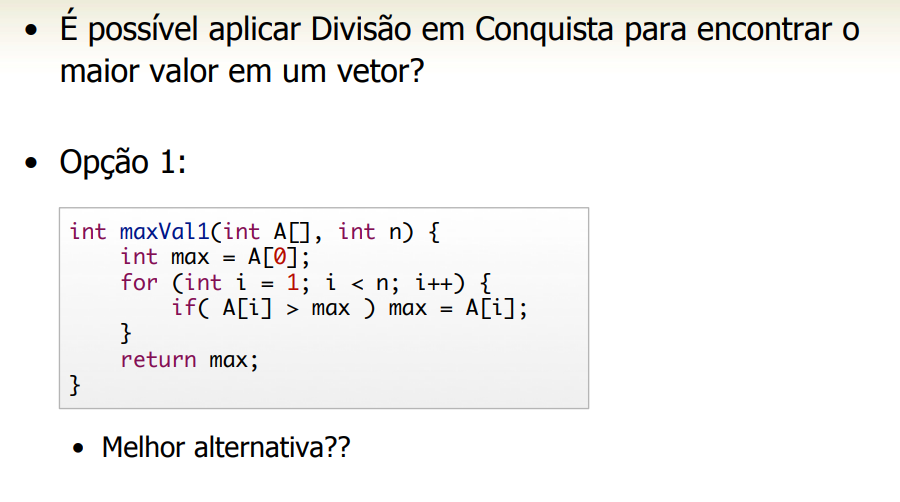 • É possível aplicar Divisão em Conquista para encontrar o
maior valor em um vetor?
• Opção 1:
int maxVal1(int A[], int n) {
    int max = A[0];
    for (int i = 1; i < n; i++) {
        if( A[i] > max ) max = A[i];
    }
    return max;
}
• Melhor alternativa??